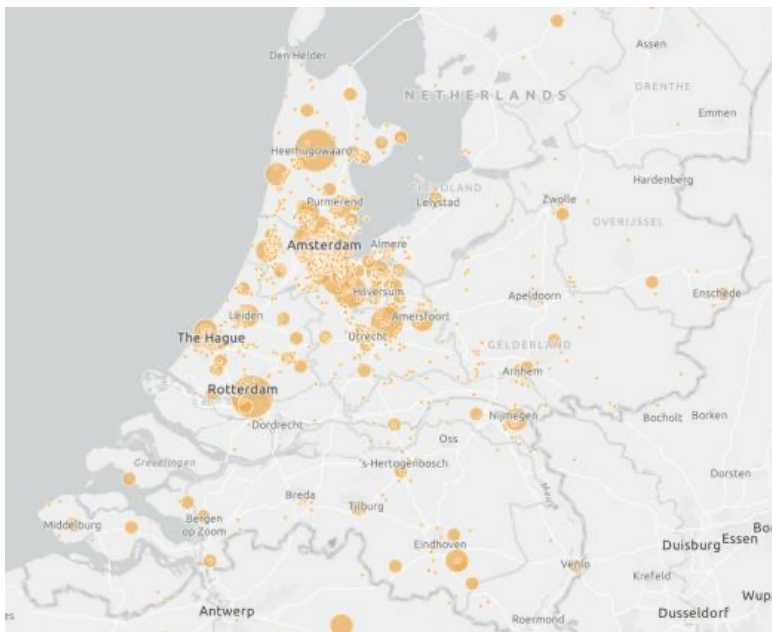 Den Helder
Assen
DRENTHE
NETHERLANDS
Emmen
Heerhugowaard
Hardenberg
Purmerend
Lelystad
Zwolle
OVERIJSSEL
Amsterdam
Almere
Hilversum
Apeldoorn
Enschede
Leiden
Amersfoort
The Hague
Utrecht
GELDERLAND
Arnhem
Rotterdam
Nijmegen
Bocholt
Borken
Dordrecht
Oss
Grevelingen
's-Hertogenbosch
Dorsten
Breda
Tilburg
Middelburg
Bergen
op Zoom
Eindhoven
Duisburg
Essen
Venlo
Krefeld
Antwerp
Dusseldorf
Roermond